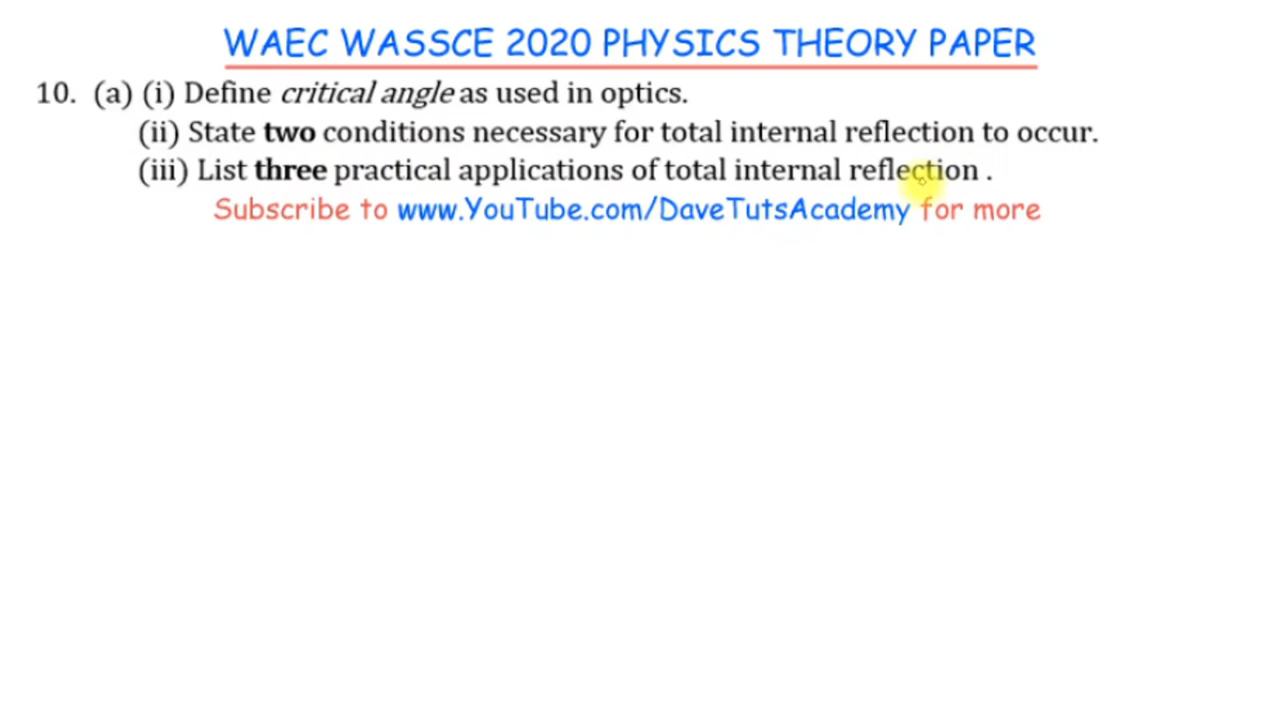 WAEC WASSCE 2020 PHYSICS THEORY PAPER
10. (a) (i) Define critical angle as used in optics.
(ii) State two conditions necessary for total internal reflection to occur.
(iii) List three practical applications of total internal reflection .
Subscribe to www.YouTube.com/DaveTutsAcademy for more